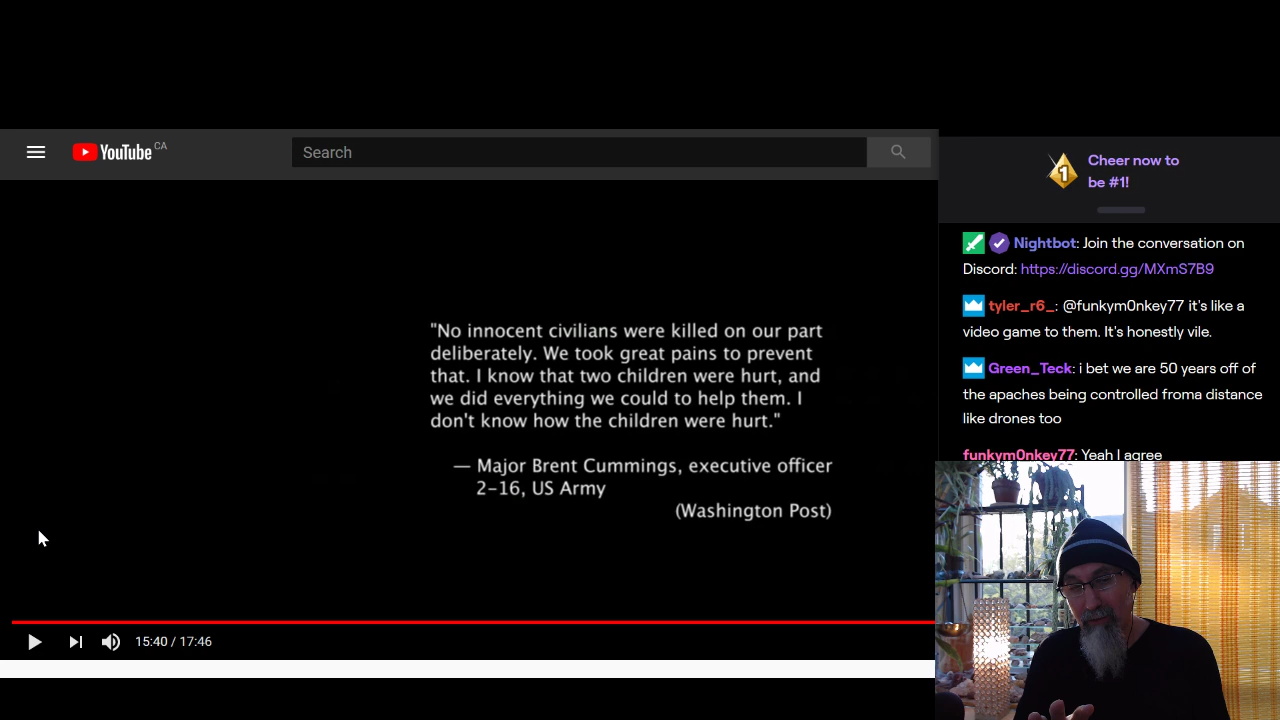 YouTube CA
Search
"No innocent civilians were killed on our part
deliberately. We took great pains to prevent
that. I know that two children were hurt, and
we did everything we could to help them. I
don't know how the children were hurt."
— Major Brent Cummings, executive officer
2–16, US Army
(Washington Post)
15:40 / 17:46
1
Cheer now to
be #1!
Nightbot: Join the conversation on
Discord: https://discord.gg/MXmS7B9
tyler_r6_: @funkym0nkey77 it's like a
video game to them. It's honestly vile.
Green_Teck: i bet we are 50 years off of
the apaches being controlled froma distance
like drones too
funkym0nkey77: Yeah I agree